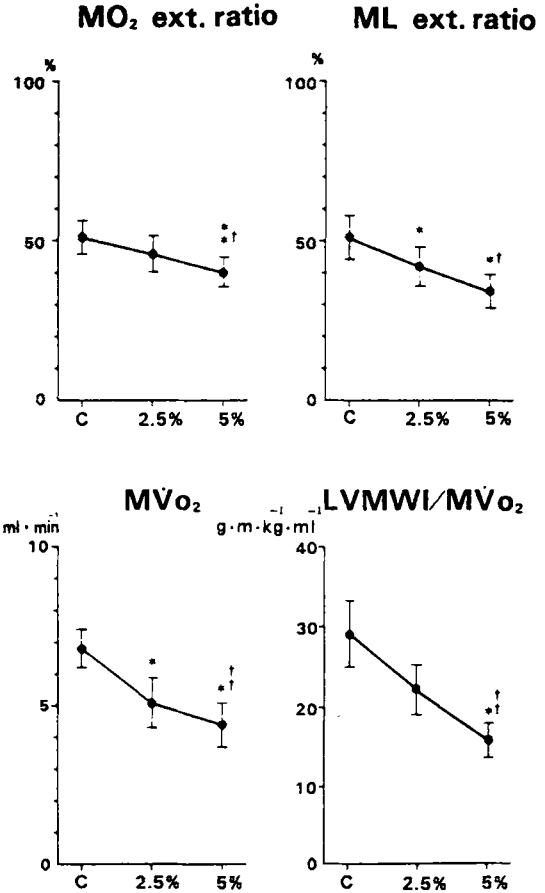 MO₂ ext. ratio
%
100
50
0
*
*†
C 2.5% 5%
ML ext. ratio
%
100
50
0
*
*†
C 2.5% 5%
MV̇o₂
ml · min⁻¹
10
5
0
*
†
*†
C 2.5% 5%
LVMWI/MV̇o₂
g·m·kg⁻¹·ml⁻¹
40
30
20
10
0
†
*†
C 2.5% 5%